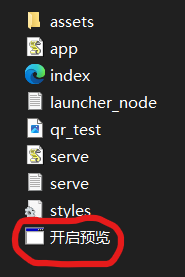 assets
app
index
launcher_node
qr_test
serve
serve
styles
开启预览